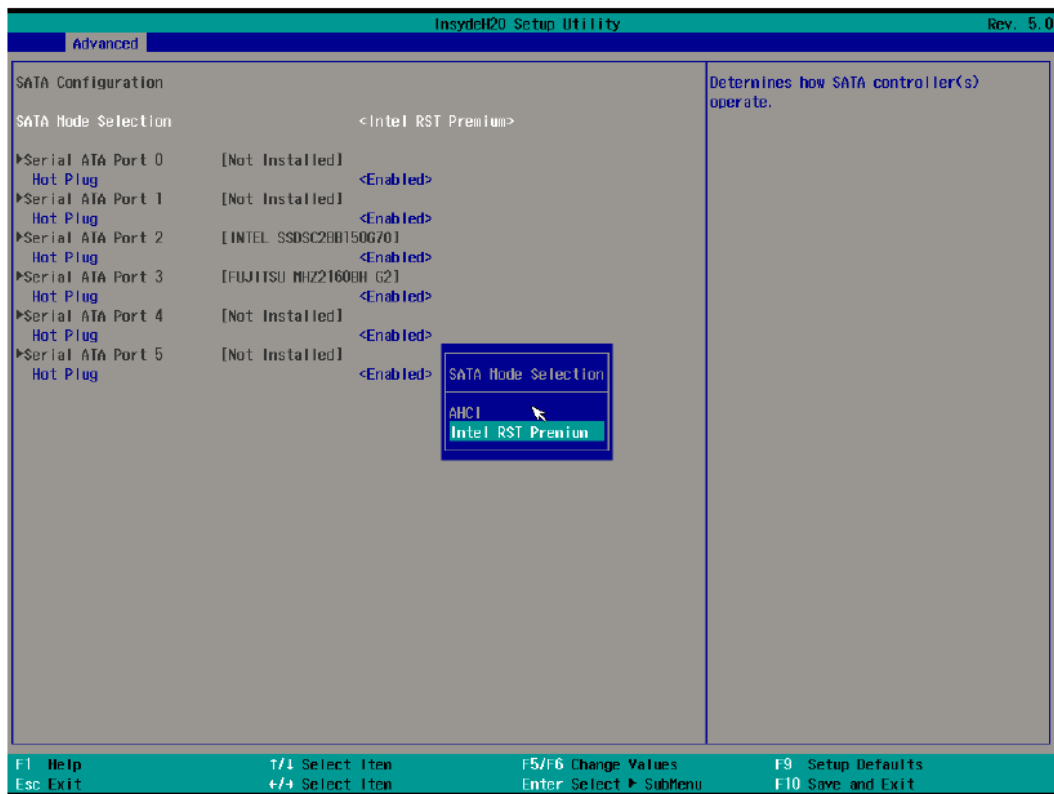 InsydeH2O Setup Utility Rev. 5.0
Advanced
SATA Configuration
SATA Mode Selection <Intel RST Premium>
▶Serial ATA Port 0 [Not Installed]
Hot Plug <Enabled>
▶Serial ATA Port 1 [Not Installed]
Hot Plug <Enabled>
▶Serial ATA Port 2 [INTEL SSDSC2BB150G70]
Hot Plug <Enabled>
▶Serial ATA Port 3 [FUJITSU MHZ2160BH G2]
Hot Plug <Enabled>
▶Serial ATA Port 4 [Not Installed]
Hot Plug <Enabled>
▶Serial ATA Port 5 [Not Installed]
Hot Plug <Enabled>
SATA Mode Selection
AHCI
Intel RST Premium
Determines how SATA controller(s)
operate.
F1 Help ↑/↓ Select Item F5/F6 Change Values F9 Setup Defaults
Esc Exit ←/→ Select Item Enter Select ▶ SubMenu F10 Save and Exit